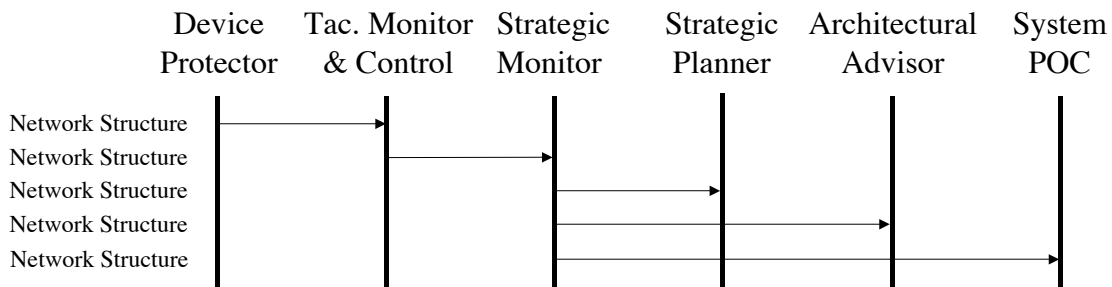 Device Tac. Monitor Strategic Strategic Architectural System
Protector & Control Monitor Planner Advisor POC
Network Structure
Network Structure
Network Structure
Network Structure
Network Structure